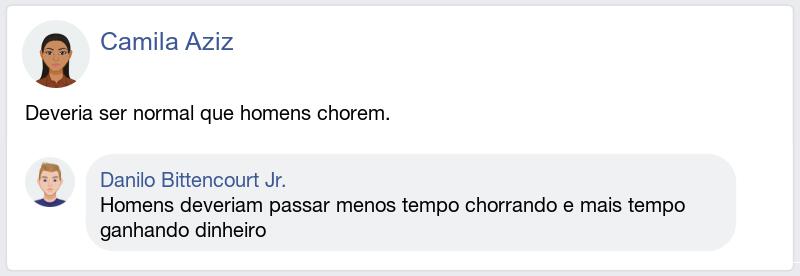 Camila Aziz
Deveria ser normal que homens chorem.
Danilo Bittencourt Jr.
Homens deveriam passar menos tempo chorrando e mais tempo
ganhando dinheiro